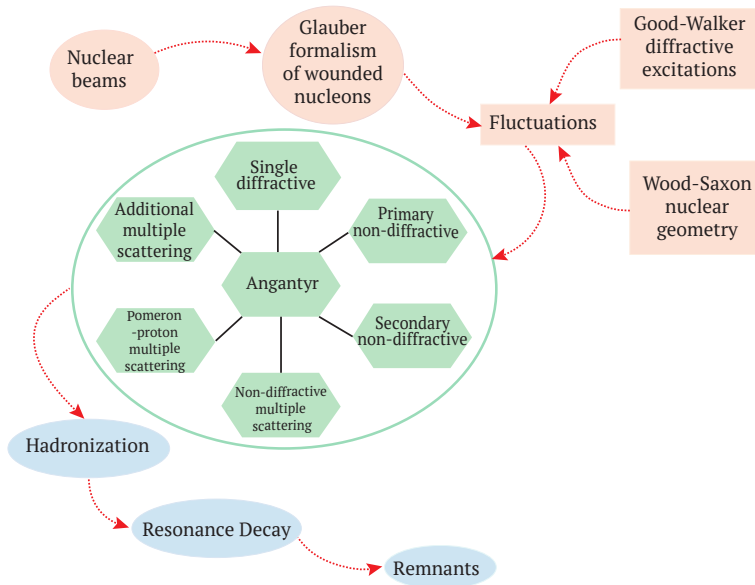 Nuclear
beams
Glauber
formalism
of wounded
nucleons
Good-Walker
diffractive
excitations
Fluctuations
Wood-Saxon
nuclear
geometry
Single
diffractive
Additional
multiple
scattering
Primary
non-diffractive
Angantyr
Pomeron
-proton
multiple
scattering
Secondary
non-diffractive
Non-diffractive
multiple
scattering
Hadronization
Resonance Decay
Remnants